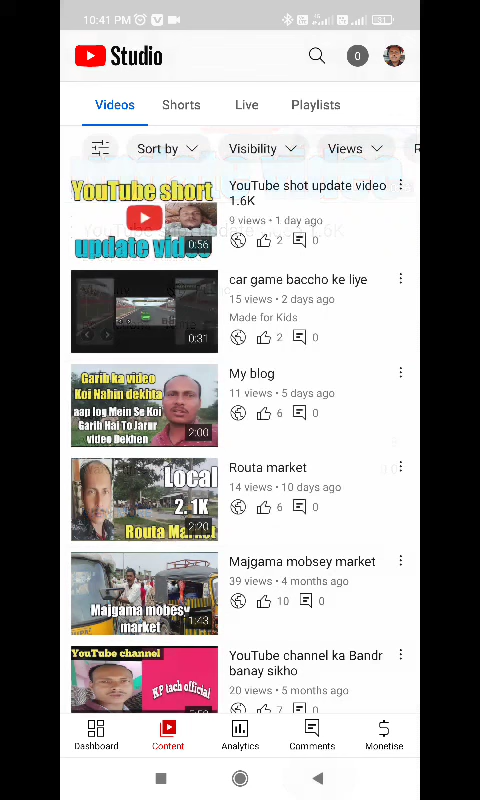 10:41 PM
31
Studio
0
Videos Shorts Live Playlists
Sort by Visibility Views
YouTube short
update video
0:56
YouTube shot update video
1.6K
9 views • 1 day ago
2 0
0:31
car game baccho ke liye
15 views • 2 days ago
Made for Kids
2 0
Garib ka video
Koi Nahin dekhta
aap log Mein Se Koi
Garib Hai To Jarur
video Dekhen
2:00
My blog
11 views • 5 days ago
6 0
Local
2.1K
Routa Market
2:20
Routa market
14 views • 10 days ago
6 0
Majgama mobesy
market
1:43
Majgama mobsey market
39 views • 4 months ago
10 0
YouTube channel
KP tach official
YouTube channel ka Bandr
banay sikho
20 views • 5 months ago
7 0
Dashboard Content Analytics Comments Monetise